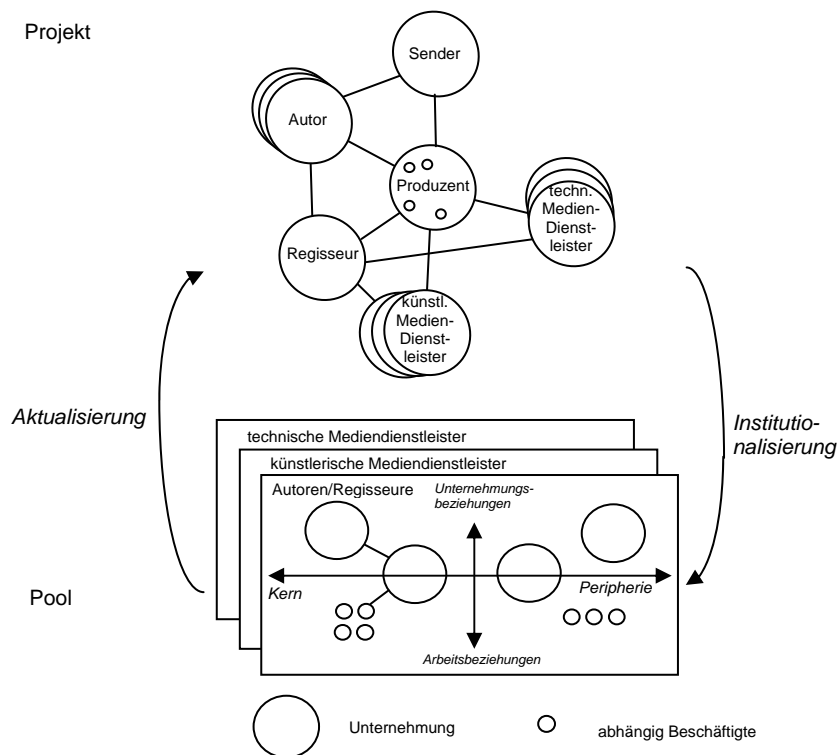 Projekt
Sender
Autor
Produzent
techn.
Medien-
Dienst-
leister
Regisseur
künstl.
Medien-
Dienst-
leister
Aktualisierung
Institutio-
nalisierung
technische Mediendienstleister
künstlerische Mediendienstleister
Autoren/Regisseure
Unternehmungs-
beziehungen
Kern
Peripherie
Pool
Arbeitsbeziehungen
Unternehmung
abhängig Beschäftigte